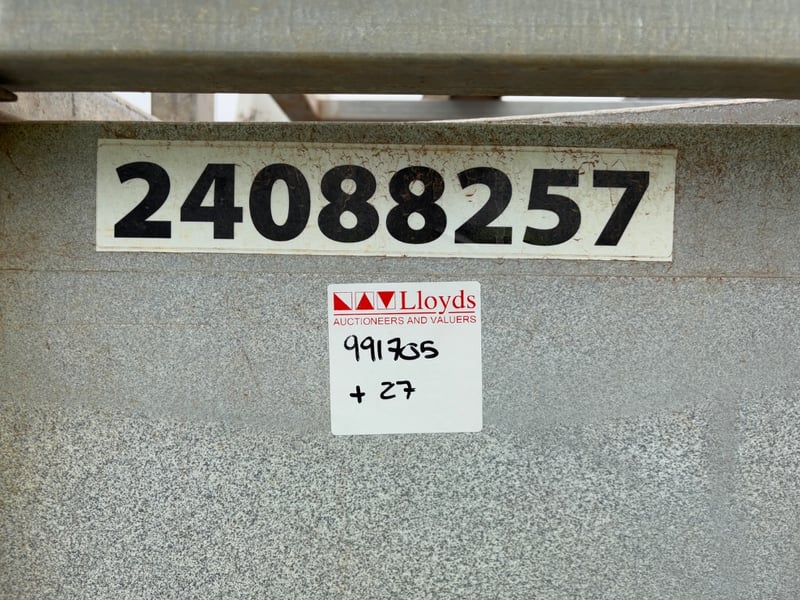 24088257
Lloyds
AUCTIONEERS AND VALUERS
991705
+ 27